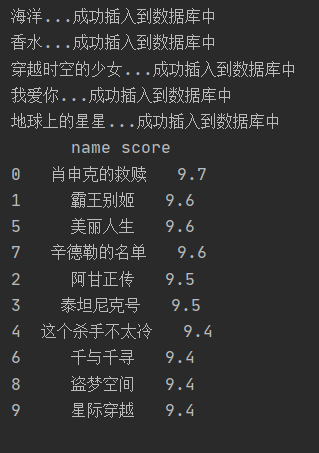 海洋...成功插入到数据库中
香水...成功插入到数据库中
穿越时空的少女...成功插入到数据库中
我爱你...成功插入到数据库中
地球上的星星...成功插入到数据库中
name score
0 肖申克的救赎 9.7
1 霸王别姬 9.6
5 美丽人生 9.6
7 辛德勒的名单 9.6
2 阿甘正传 9.5
3 泰坦尼克号 9.5
4 这个杀手不太冷 9.4
6 千与千寻 9.4
8 盗梦空间 9.4
9 星际穿越 9.4